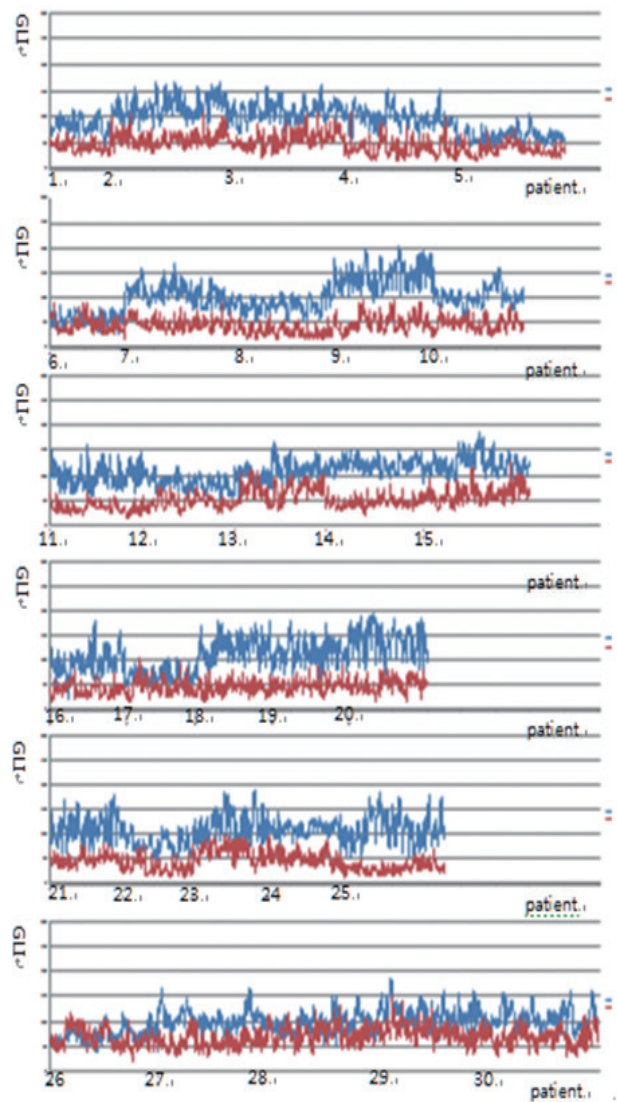 GLU
1. 2. 3. 4. 5.
patient.
GLU
6. 7. 8. 9. 10.
patient.
GLU
11. 12. 13. 14. 15.
patient.
GLU
16. 17. 18. 19. 20.
patient.
GLU
21. 22. 23. 24 25.
patient.
GLU
26 27. 28. 29. 30.
patient.